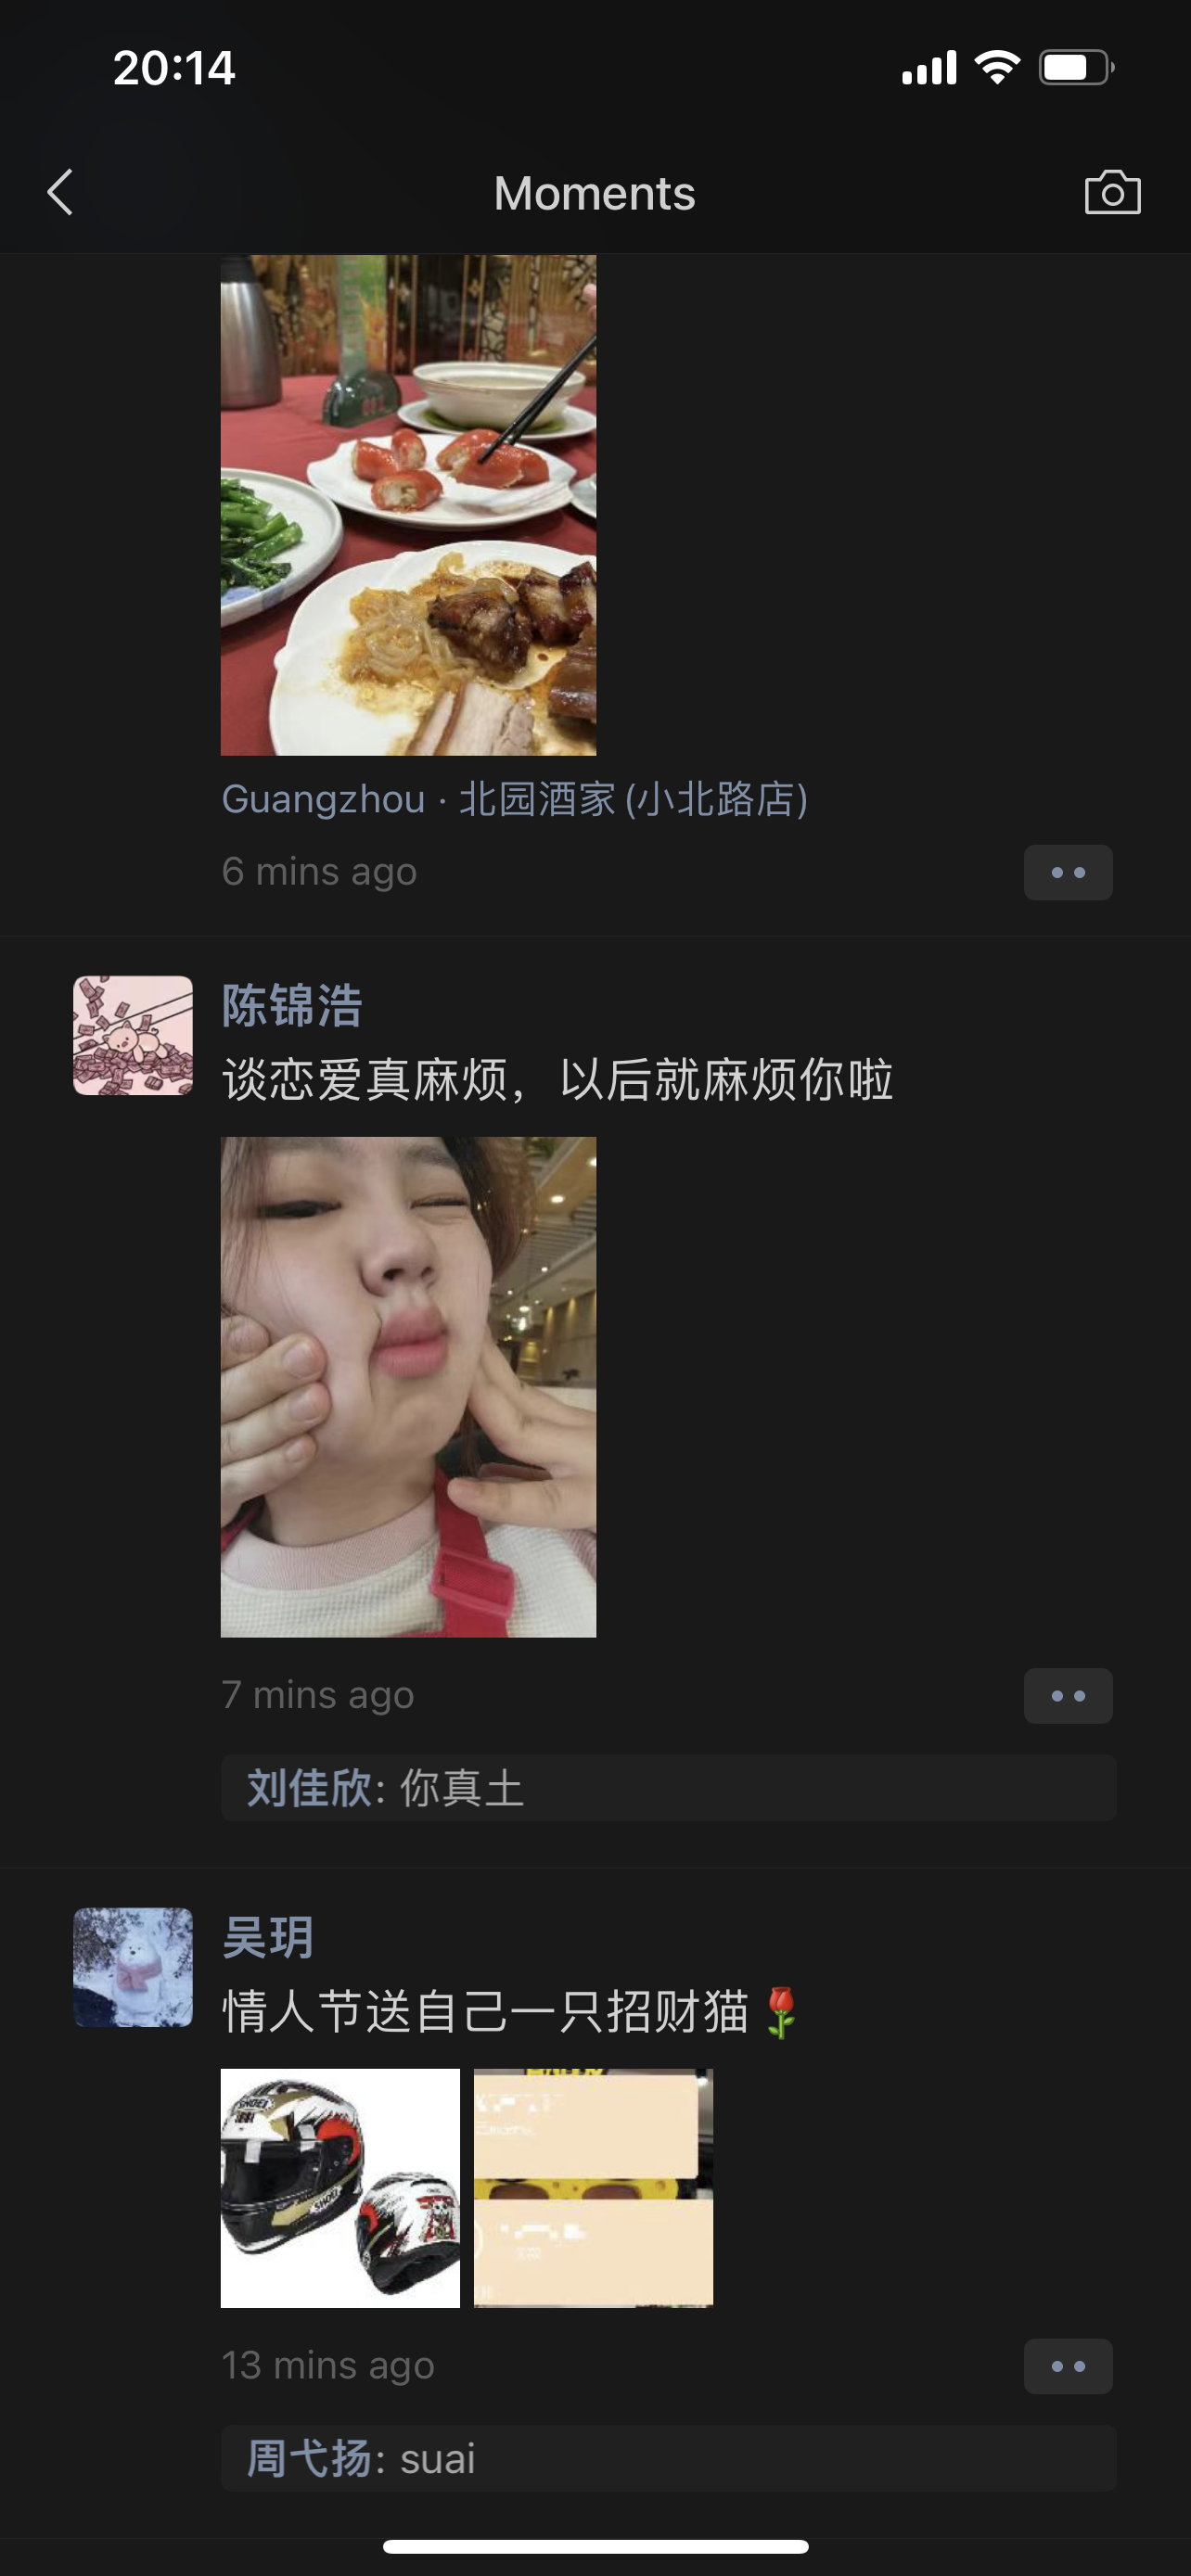 20:14
Moments
Guangzhou · 北园酒家 (小北路店)
6 mins ago
陈锦浩
谈恋爱真麻烦，以后就麻烦你啦
7 mins ago
刘佳欣: 你真土
吴玥
情人节送自己一只招财猫🌹
SHOEI
13 mins ago
周弋扬: suai